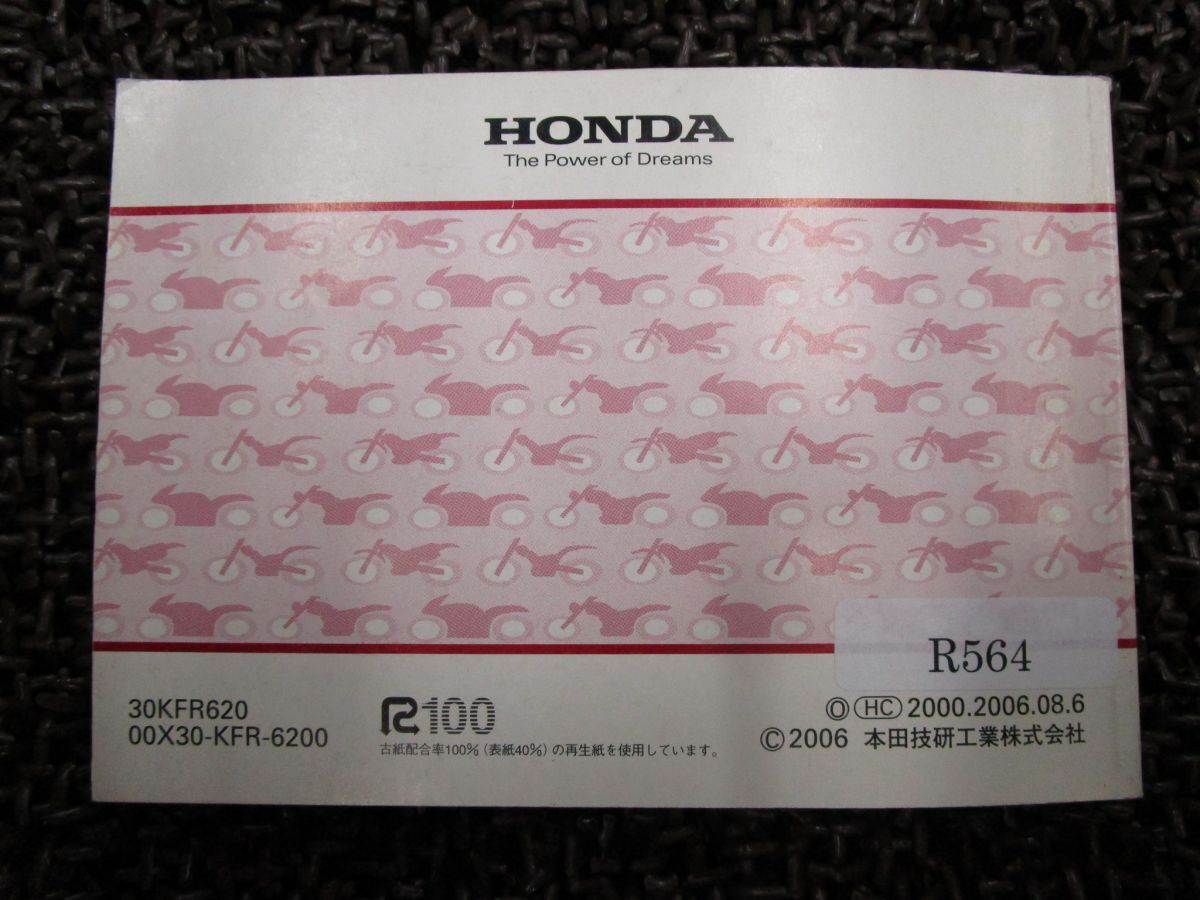 HONDA
The Power of Dreams
R564
30KFR620
00X30-KFR-6200
R100
古紙配合率100%（表紙40%）の再生紙を使用しています。
Ⓞ HC 2000.2006.08.6
©2006 本田技研工業株式会社